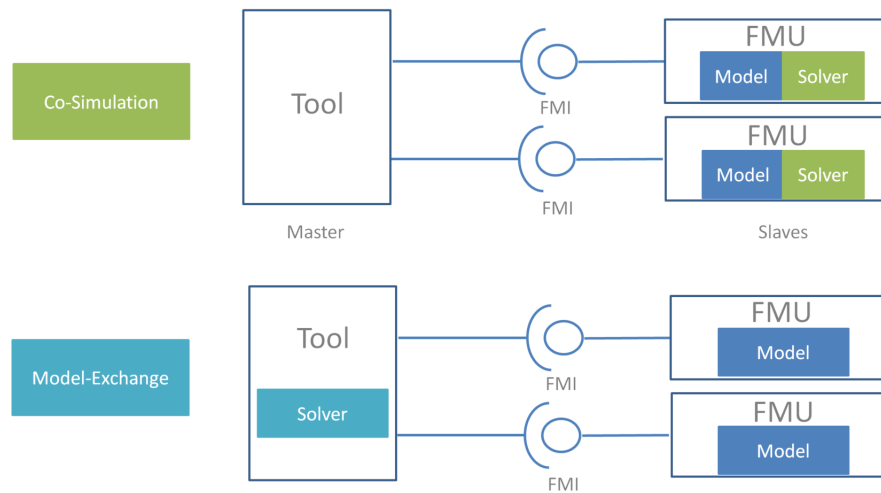 FMU
Model Solver
Co-Simulation
Tool
FMI
FMU
Model Solver
FMI
Master
Slaves
FMU
Tool
Model
Model-Exchange
FMI
Solver
FMU
Model
FMI